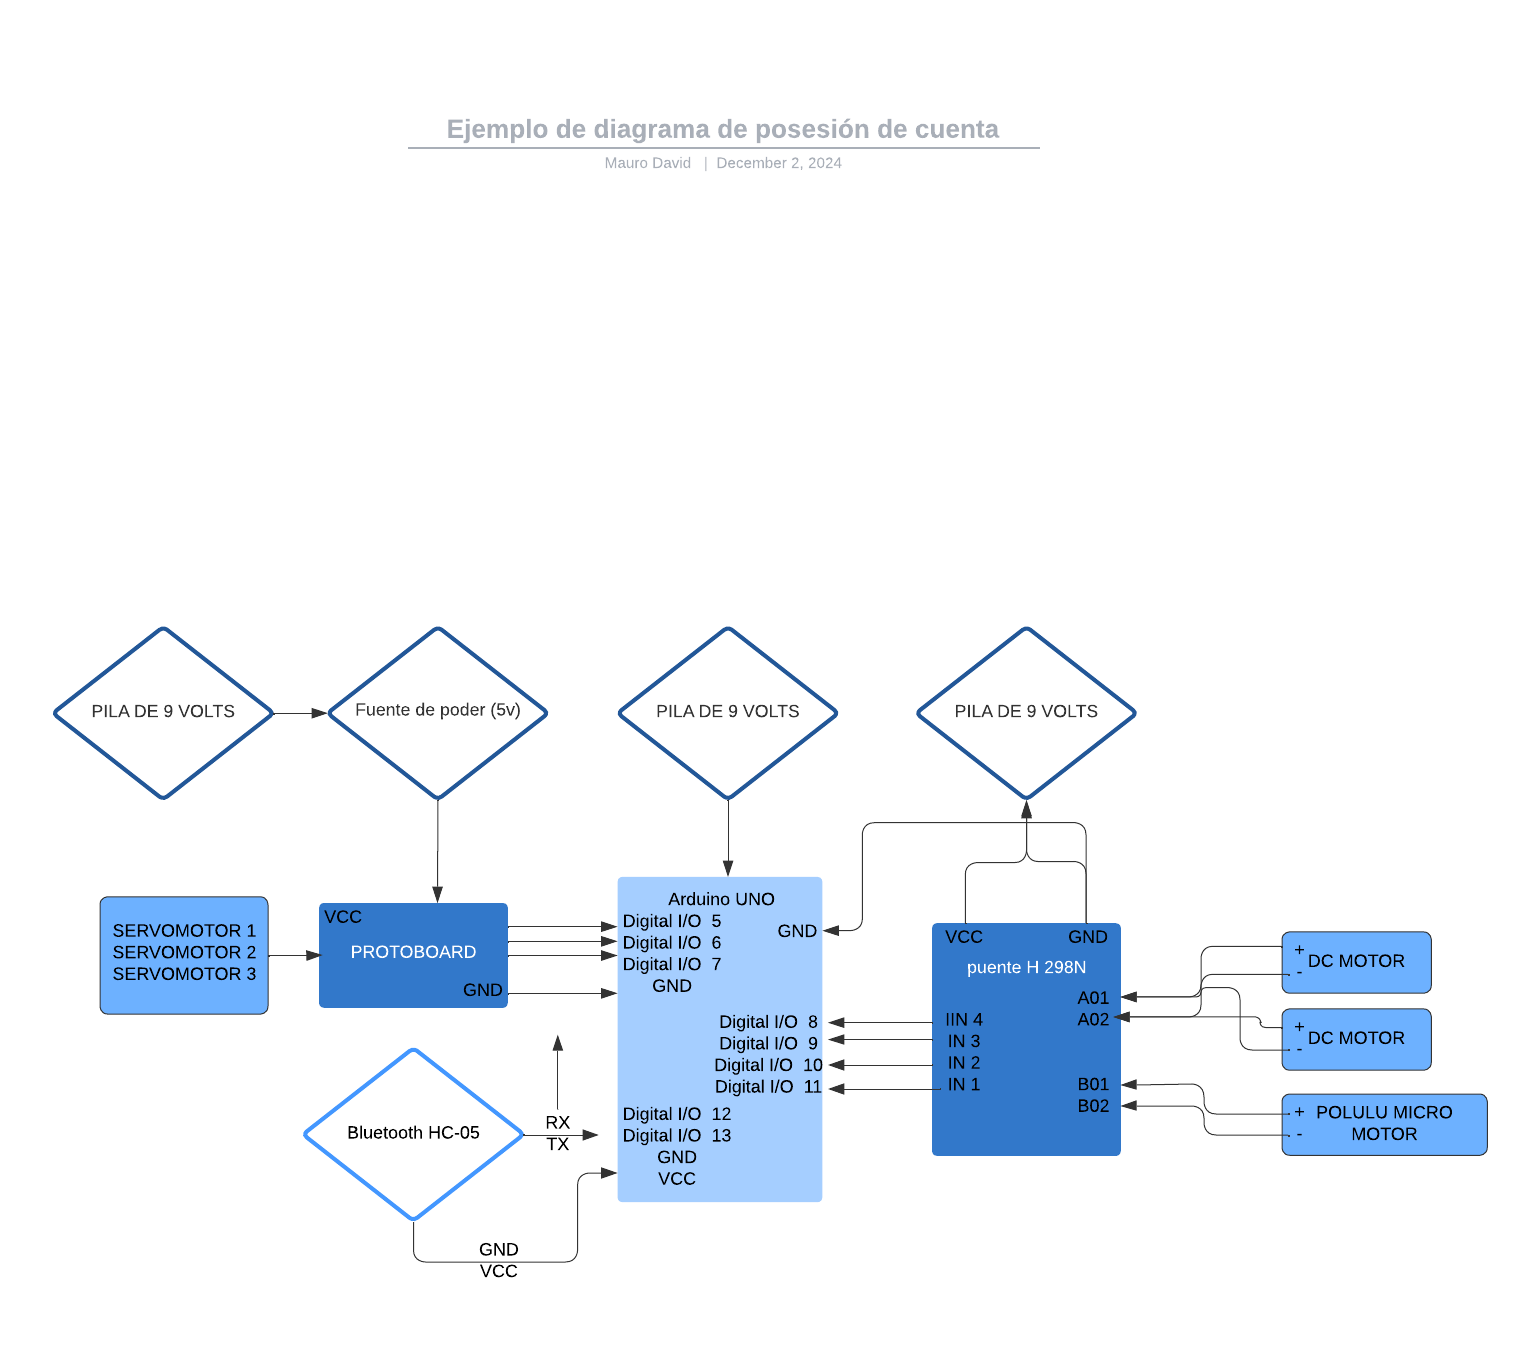 Ejemplo de diagrama de posesión de cuenta
Mauro David | December 2, 2024
PILA DE 9 VOLTS
Fuente de poder (5v)
PILA DE 9 VOLTS
PILA DE 9 VOLTS
SERVOMOTOR 1
SERVOMOTOR 2
SERVOMOTOR 3
VCC
PROTOBOARD
GND
Arduino UNO
Digital I/O 5
Digital I/O 6
Digital I/O 7
GND
GND
Digital I/O 8
Digital I/O 9
Digital I/O 10
Digital I/O 11
Digital I/O 12
Digital I/O 13
GND
VCC
VCC GND
puente H 298N
A01
A02
IIN 4
IN 3
IN 2
IN 1
B01
B02
+ DC MOTOR
-
+ DC MOTOR
-
+ POLULU MICRO
- MOTOR
Bluetooth HC-05
RX
TX
GND
VCC